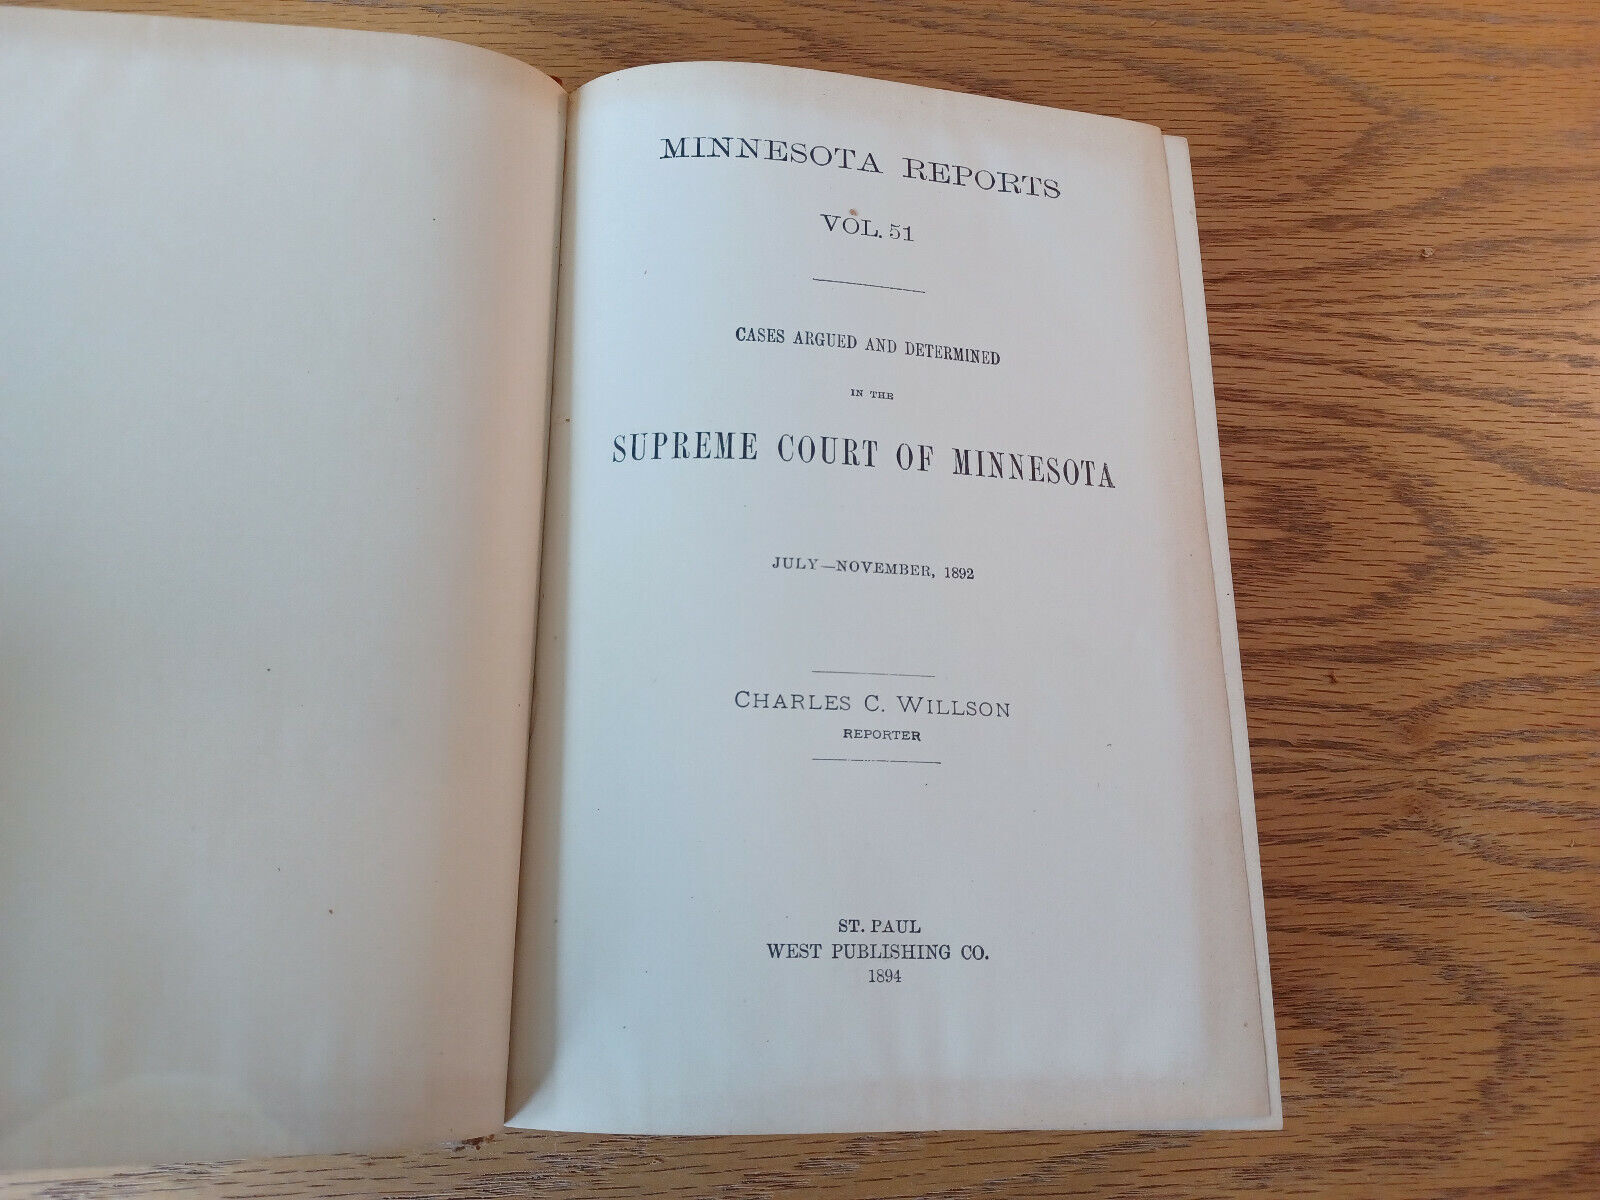 MINNESOTA REPORTS
VOL. 51
CASES ARGUED AND DETERMINED
IN THE
SUPREME COURT OF MINNESOTA
JULY—NOVEMBER, 1892
CHARLES C. WILLSON
REPORTER
ST. PAUL
WEST PUBLISHING CO.
1894